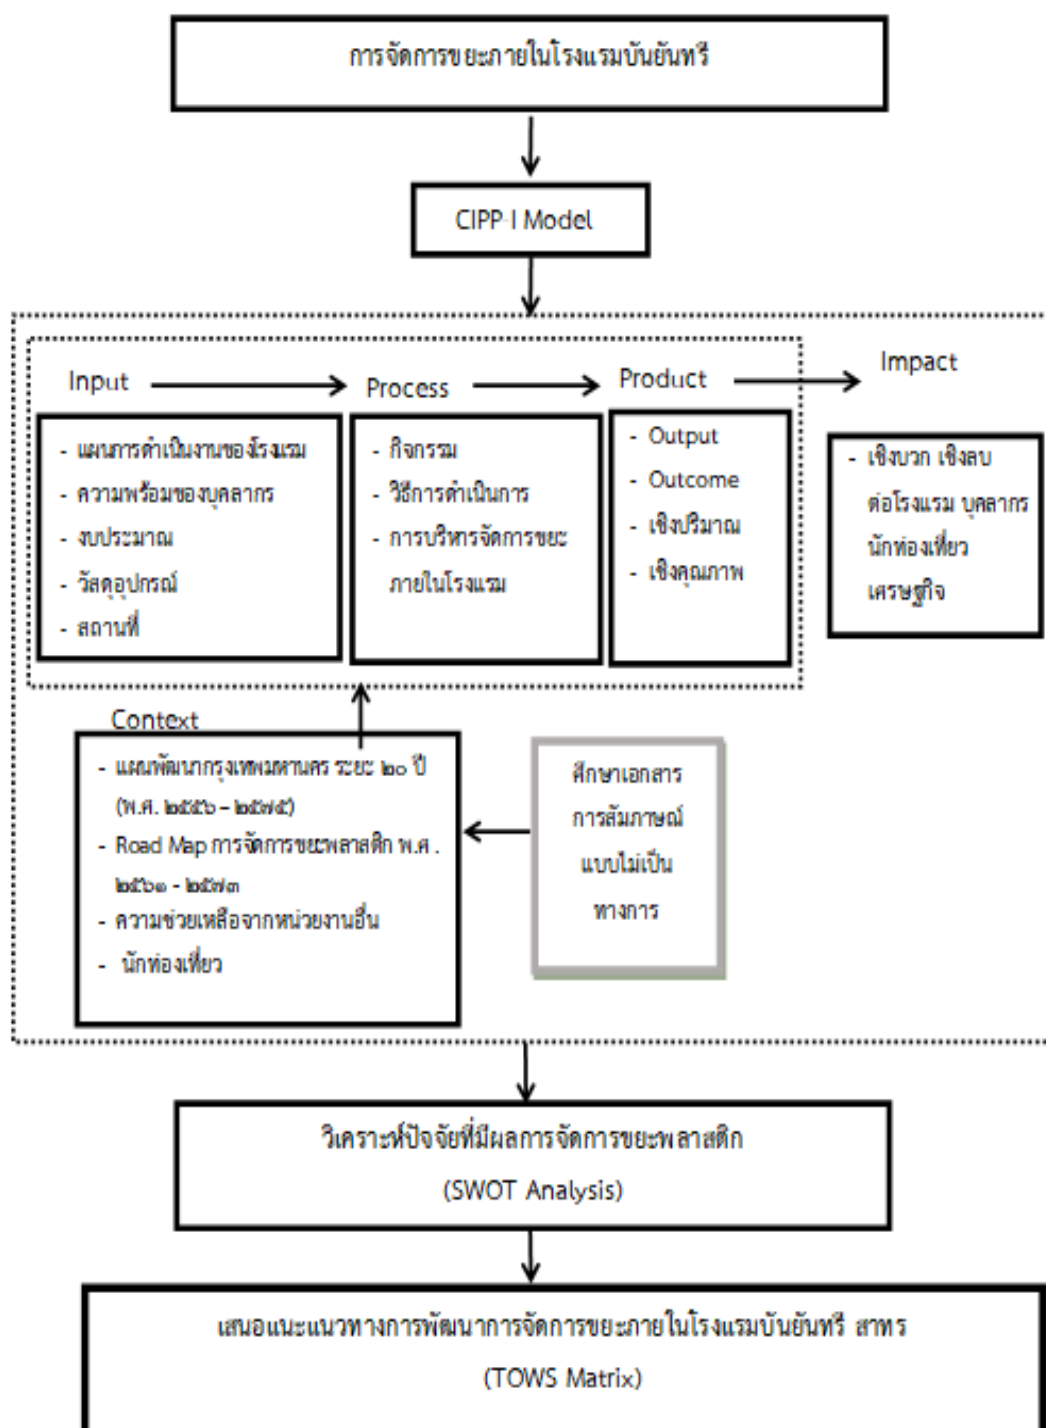 การจัดการขยะภายในโรงแรมบันยันทรี
CIPP-I Model
Input
Process
Product
Impact
- แผนการดำเนินงานของโรงแรม
- ความพร้อมของบุคลากร
- งบประมาณ
- วัสดุอุปกรณ์
- สถานที่
- กิจกรรม
- วิธีการดำเนินการ
- การบริหารจัดการขยะ
ภายในโรงแรม
- Output
- Outcome
- เชิงปริมาณ
- เชิงคุณภาพ
- เชิงบวก เชิงลบ
ต่อโรงแรม บุคลากร
นักท่องเที่ยว
เศรษฐกิจ
Context
- แผนพัฒนากรุงเทพมหานคร ระยะ ๒๐ ปี
(พ.ศ. ๒๕๕๖ – ๒๕๗๕)
- Road Map การจัดการขยะพลาสติก พ.ศ .
๒๕๖๑ - ๒๕๗๓
- ความช่วยเหลือจากหน่วยงานอื่น
- นักท่องเที่ยว
ศึกษาเอกสาร
การสัมภาษณ์
แบบไม่เป็น
ทางการ
วิเคราะห์ปัจจัยที่มีผลการจัดการขยะพลาสติก
(SWOT Analysis)
เสนอแนะแนวทางการพัฒนาการจัดการขยะภายในโรงแรมบันยันทรี สาทร
(TOWS Matrix)